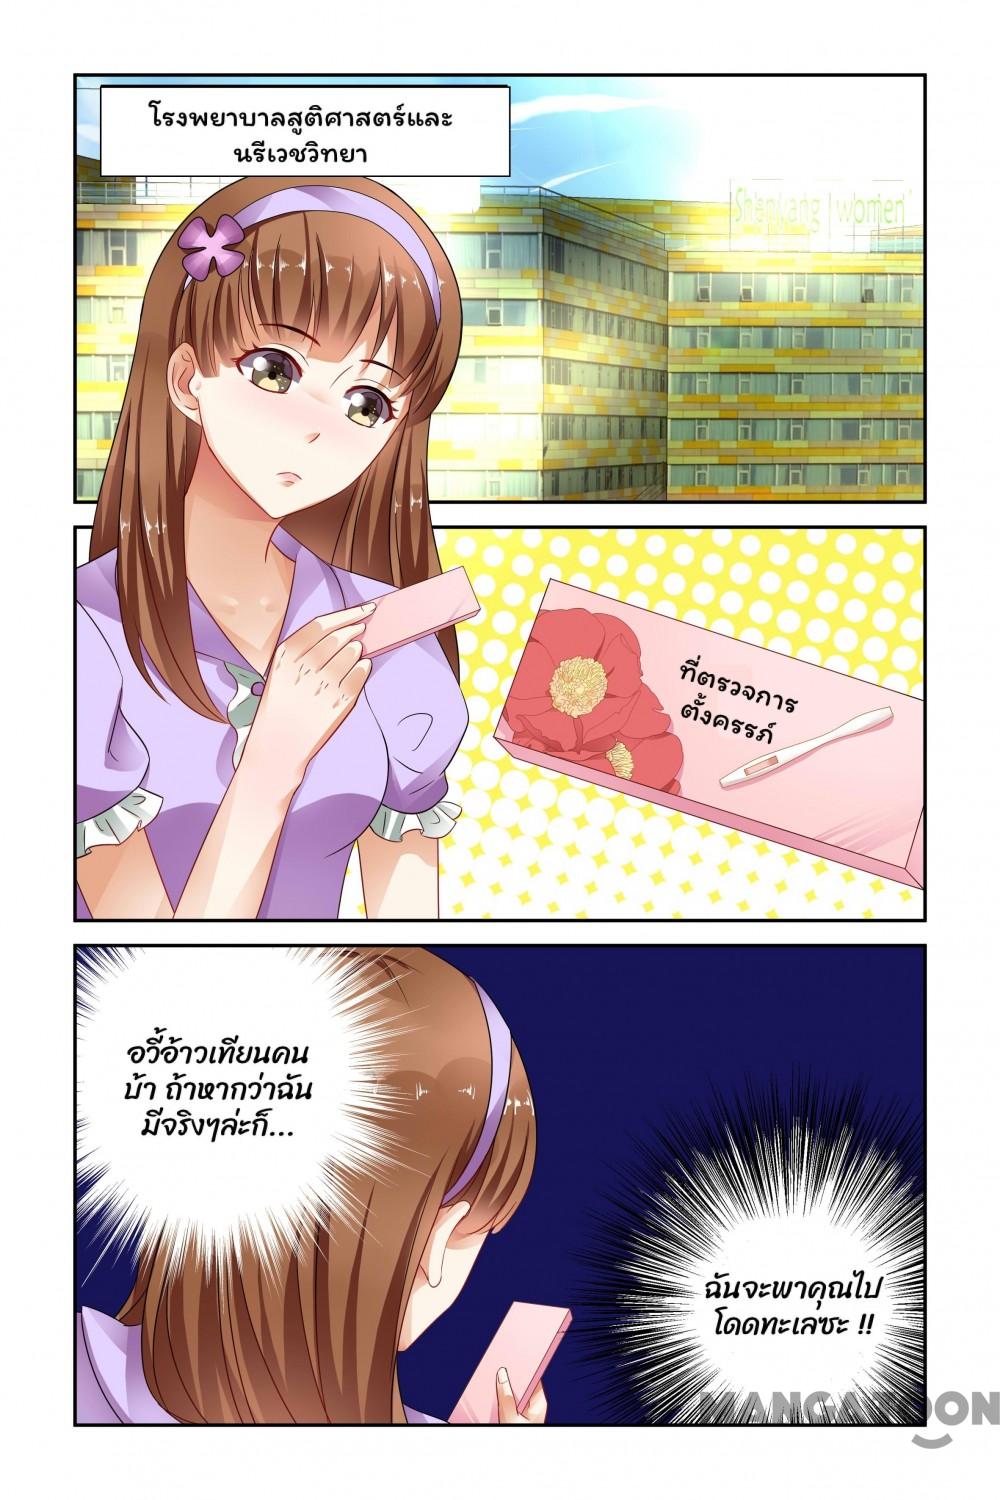 โรงพยาบาลสูติศาสตร์และ
นรีเวชวิทยา
Shenyang women'
ที่ตรวจการ
ตั้งครรภ์
อวี้อ้าวเทียนคน
บ้า ถ้าหากว่าฉัน
มีจริงๆล่ะก็...
ฉันจะพาคุณไป
โดดทะเลซะ !!
MANGATOON